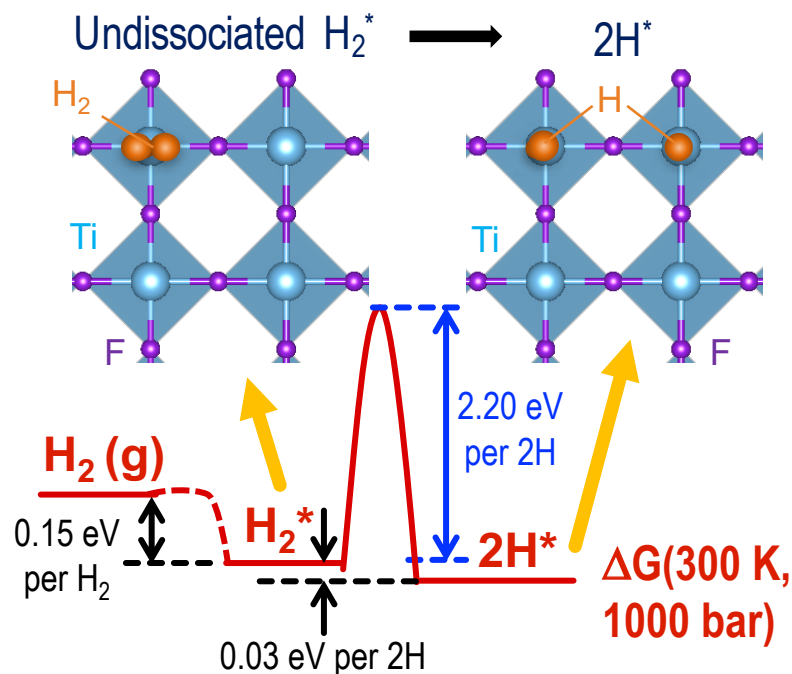 Undissociated H₂* → 2H*
H₂
H
Ti
Ti
F
F
2.20 eV
per 2H
H₂ (g)
H₂*
2H*
0.15 eV
per H₂
ΔG(300 K,
1000 bar)
0.03 eV per 2H